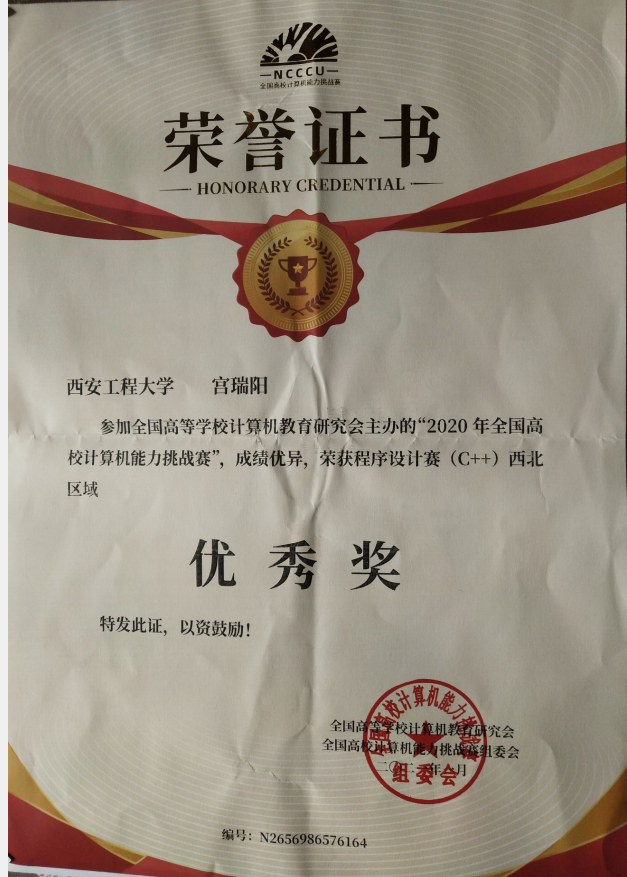 NCCCU
全国高校计算机能力挑战赛
荣誉证书
HONORARY CREDENTIAL
西安工程大学 宫瑞阳
参加全国高等学校计算机教育研究会主办的“2020 年全国高
校计算机能力挑战赛”，成绩优异，荣获程序设计赛（C++）西北
区域
优秀奖
特发此证，以资鼓励！
全国高等学校计算机教育研究会
全国高校计算机能力挑战赛组委会
全国高校计算机能力挑战赛
组委会
编号：N2656986576164